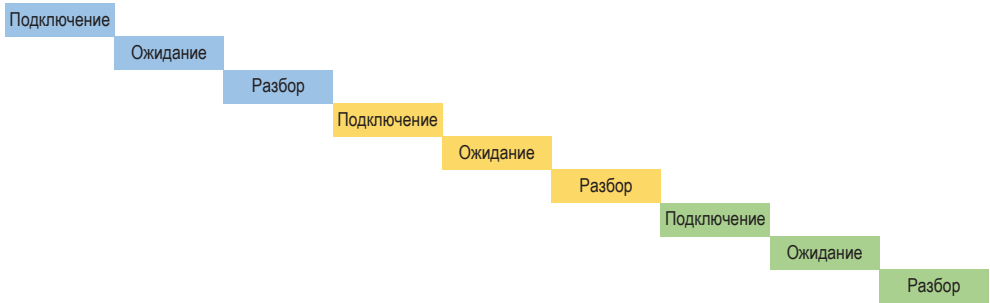 Подключение
Ожидание
Разбор
Подключение
Ожидание
Разбор
Подключение
Ожидание
Разбор